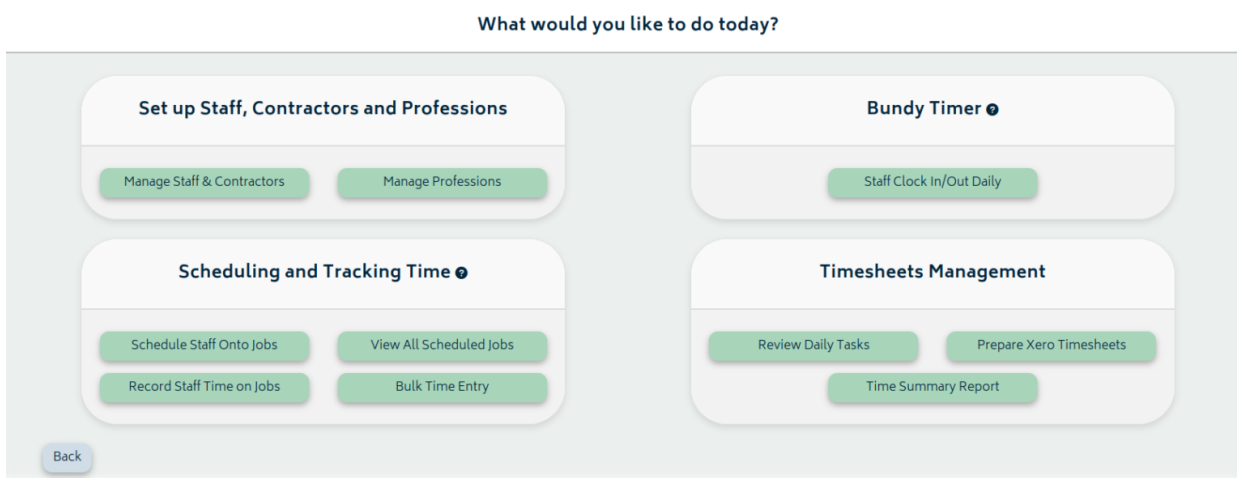 What would you like to do today?
Set up Staff, Contractors and Professions
Manage Staff & Contractors
Manage Professions
Bundy Timer ?
Staff Clock In/Out Daily
Scheduling and Tracking Time ?
Schedule Staff Onto Jobs
View All Scheduled Jobs
Record Staff Time on Jobs
Bulk Time Entry
Timesheets Management
Review Daily Tasks
Prepare Xero Timesheets
Time Summary Report
Back